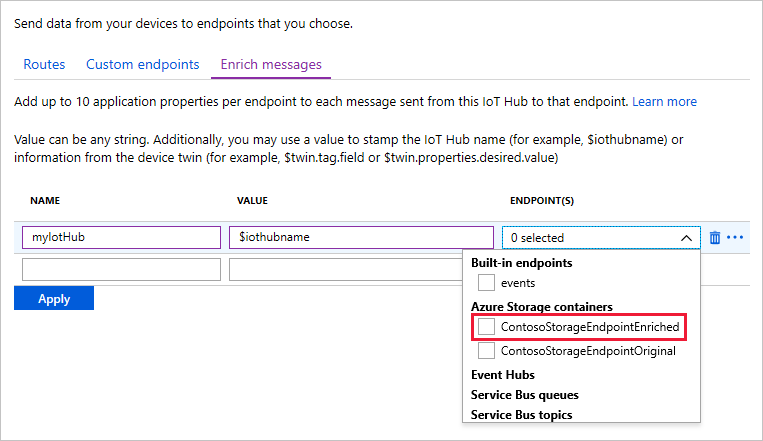 Send data from your devices to endpoints that you choose.
Routes Custom endpoints Enrich messages
Add up to 10 application properties per endpoint to each message sent from this IoT Hub to that endpoint. Learn more
Value can be any string. Additionally, you may use a value to stamp the IoT Hub name (for example, $iothubname) or
information from the device twin (for example, $twin.tag.field or $twin.properties.desired.value)
NAME VALUE ENDPOINT(S)
myIotHub $iothubname 0 selected
Built-in endpoints
events
Azure Storage containers
Apply
ContosoStorageEndpointEnriched
ContosoStorageEndpointOriginal
Event Hubs
Service Bus queues
Service Bus topics